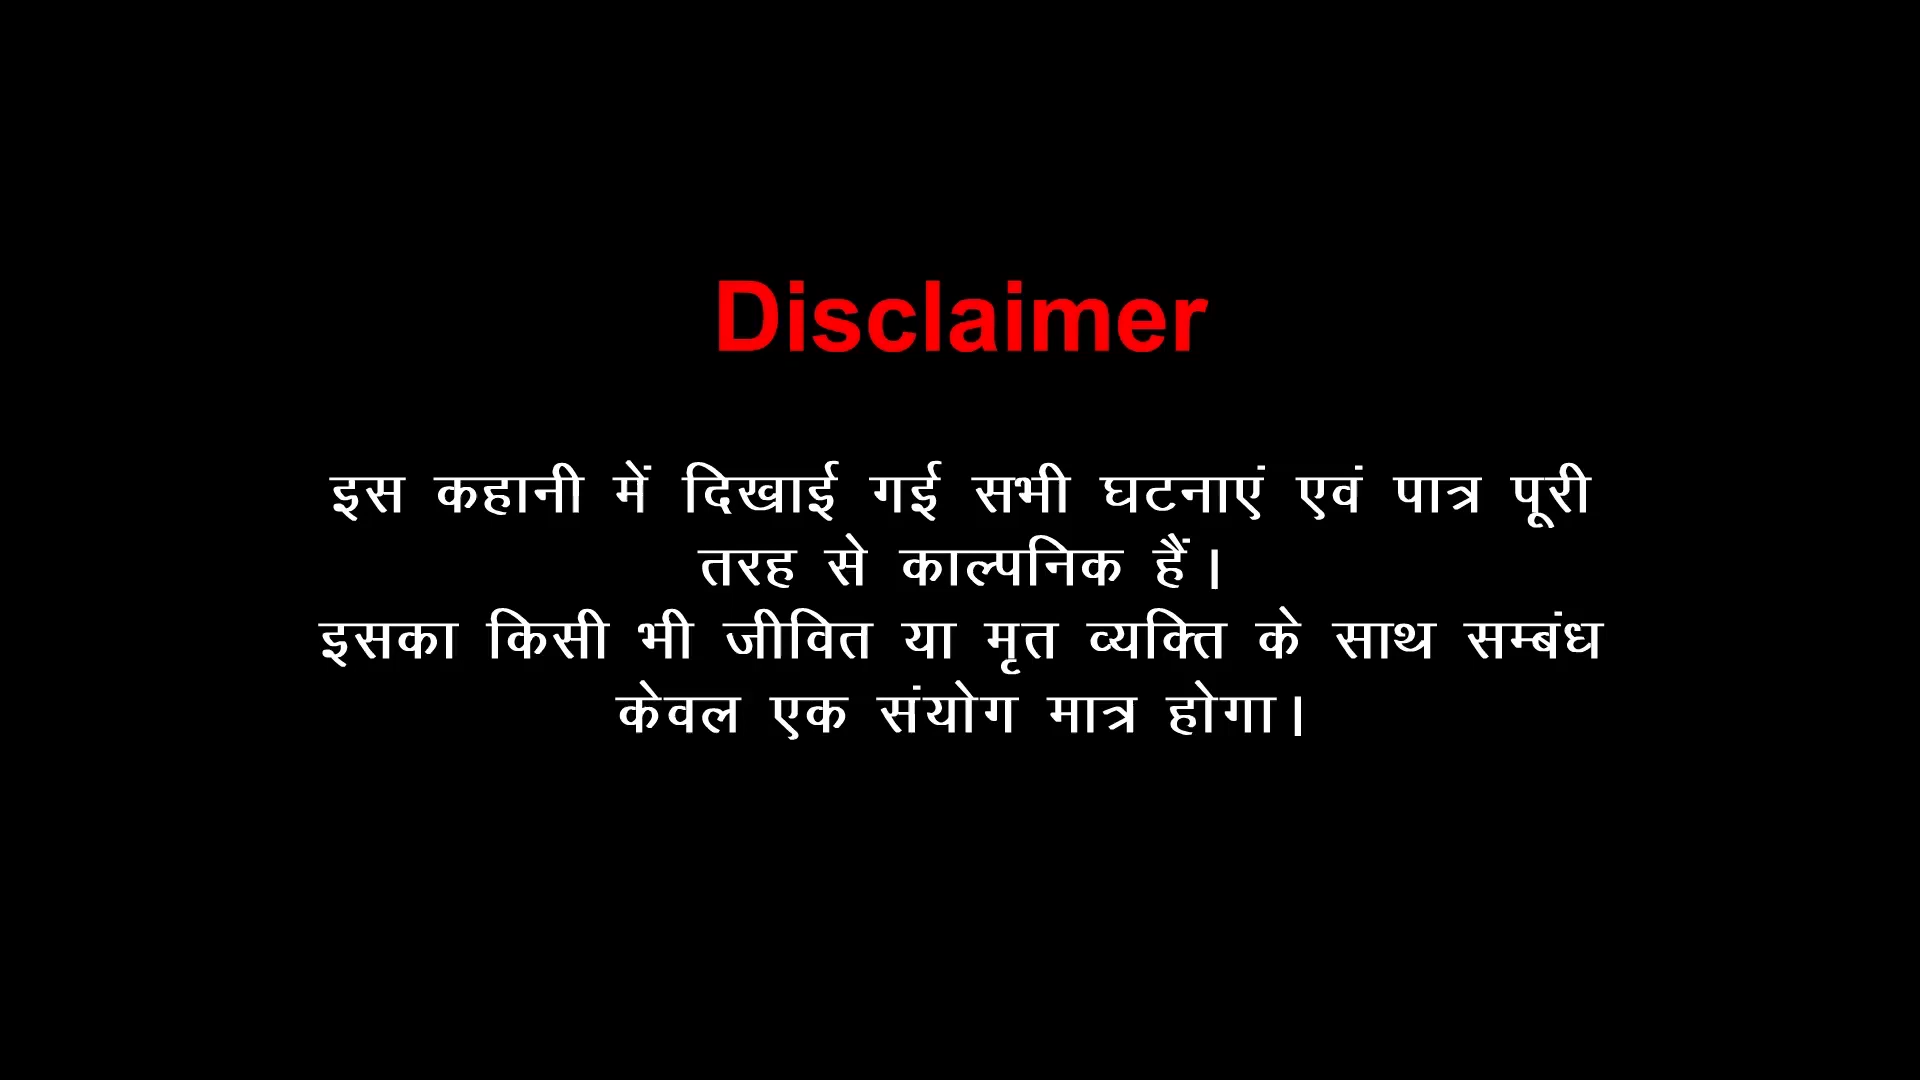 Disclaimer
इस कहानी में दिखाई गई सभी घटनाएं एवं पात्र पूरी
तरह से काल्पनिक हैं।
इसका किसी भी जीवित या मृत व्यक्ति के साथ सम्बंध
केवल एक संयोग मात्र होगा।